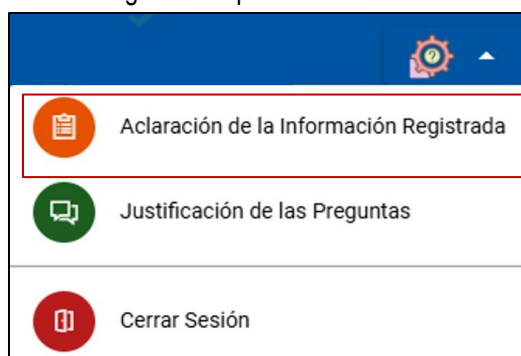 Aclaración de la Información Registrada
Justificación de las Preguntas
Cerrar Sesión